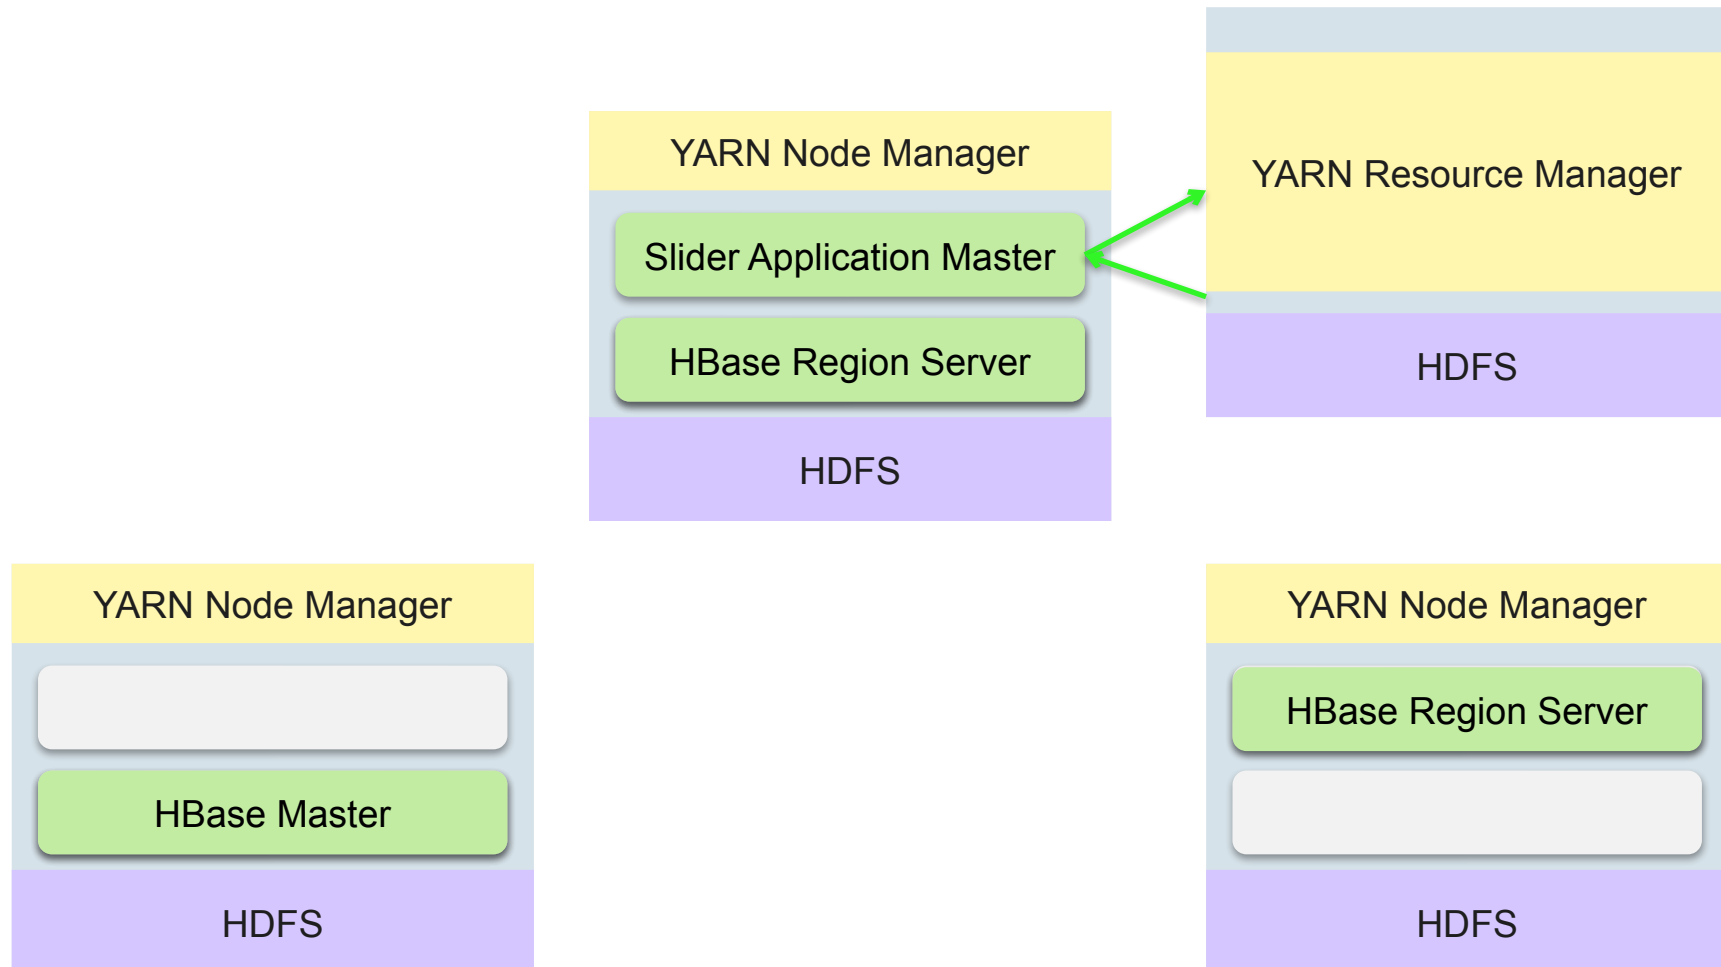 YARN Node Manager
Slider Application Master
HBase Region Server
HDFS
YARN Resource Manager
HDFS
YARN Node Manager
HBase Master
HDFS
YARN Node Manager
HBase Region Server
HDFS